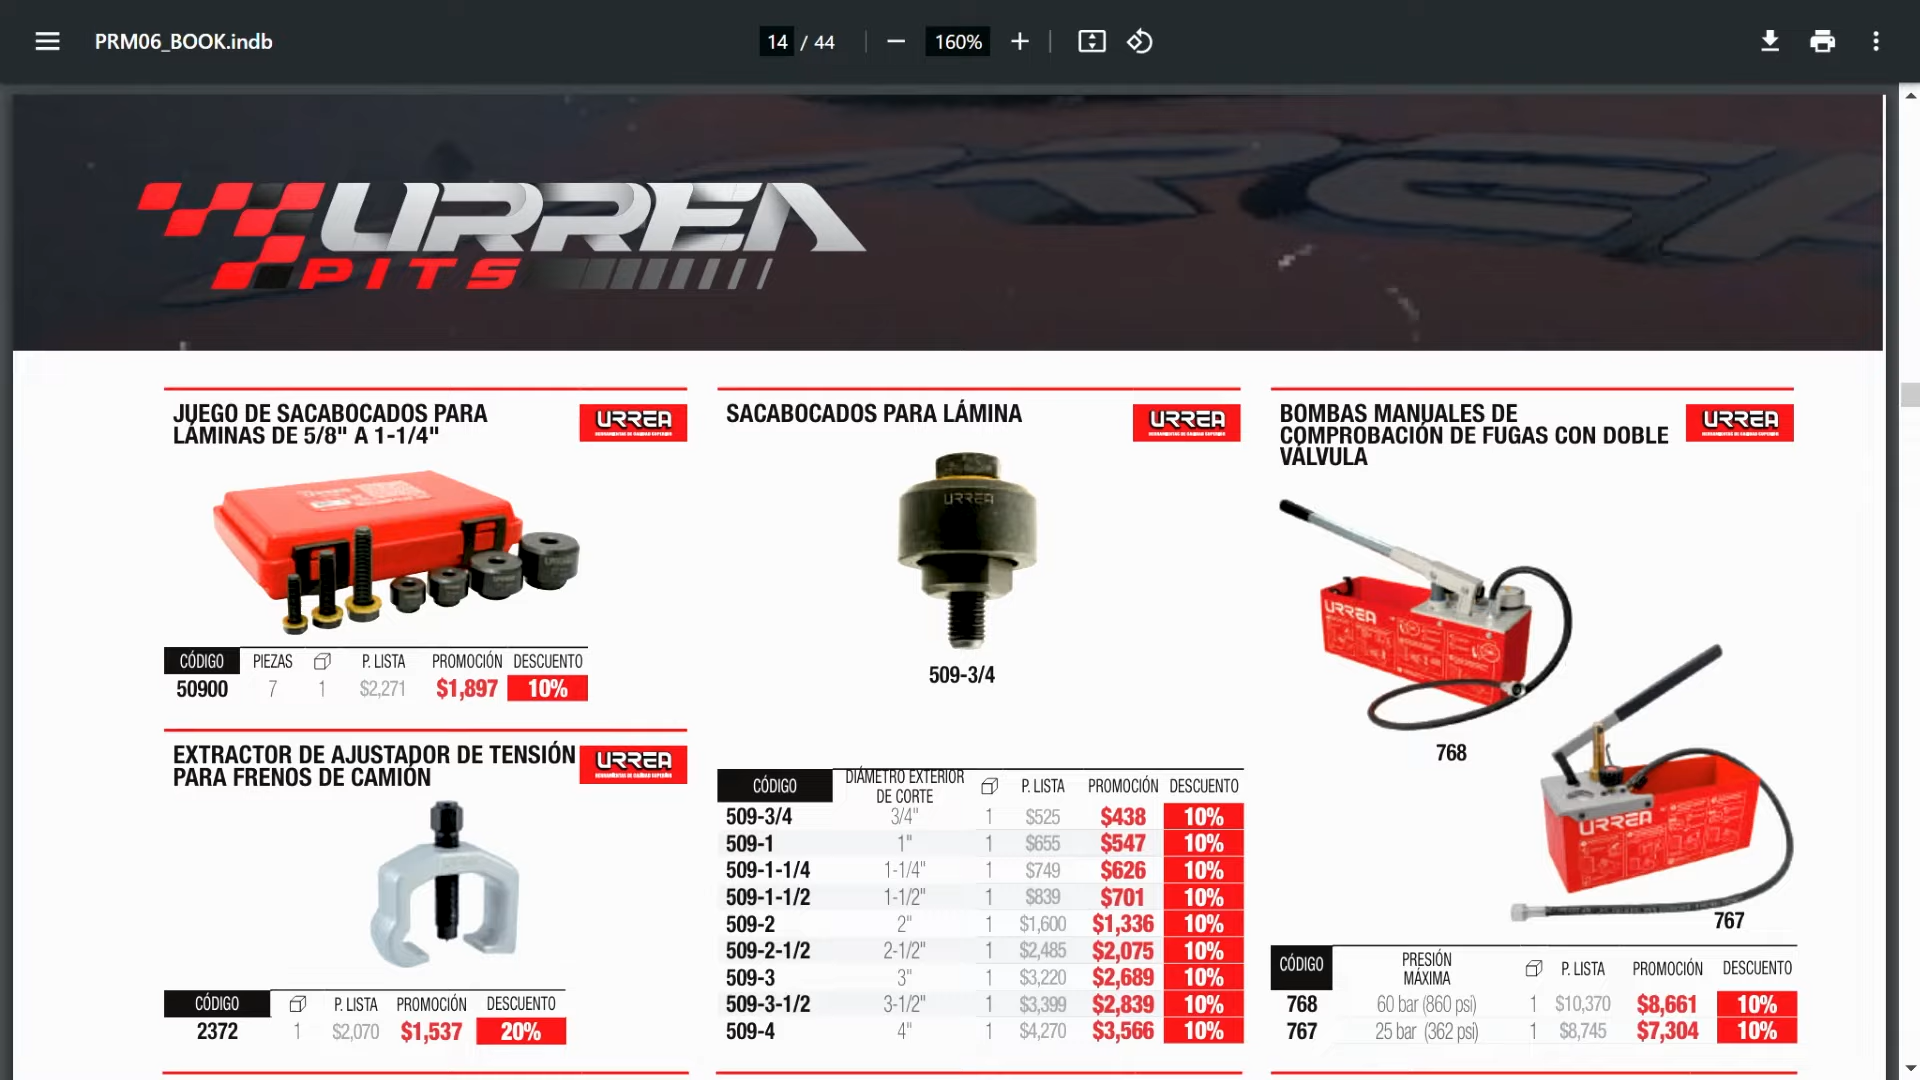 PRM06_BOOK.indb
14 / 44
160%
URREA
PITS
JUEGO DE SACABOCADOS PARA
LÁMINAS DE 5/8" A 1-1/4"
URREA
CÓDIGO PIEZAS P. LISTA PROMOCIÓN DESCUENTO
50900 7 1 $2,271 $1,897 10%
EXTRACTOR DE AJUSTADOR DE TENSIÓN
PARA FRENOS DE CAMIÓN
URREA
CÓDIGO P. LISTA PROMOCIÓN DESCUENTO
2372 1 $2,070 $1,537 20%
SACABOCADOS PARA LÁMINA
URREA
URREA
509-3/4
CÓDIGO DIÁMETRO EXTERIOR
DE CORTE P. LISTA PROMOCIÓN DESCUENTO
509-3/4 3/4" 1 $525 $438 10%
509-1 1" 1 $655 $547 10%
509-1-1/4 1-1/4" 1 $749 $626 10%
509-1-1/2 1-1/2" 1 $839 $701 10%
509-2 2" 1 $1,600 $1,336 10%
509-2-1/2 2-1/2" 1 $2,485 $2,075 10%
509-3 3" 1 $3,220 $2,689 10%
509-3-1/2 3-1/2" 1 $3,399 $2,839 10%
509-4 4" 1 $4,270 $3,566 10%
BOMBAS MANUALES DE
COMPROBACIÓN DE FUGAS CON DOBLE
VÁLVULA
URREA
URREA
768
URREA
767
CÓDIGO PRESIÓN
MÁXIMA P. LISTA PROMOCIÓN DESCUENTO
768 60 bar (860 psi) 1 $10,370 $8,661 10%
767 25 bar (362 psi) 1 $8,745 $7,304 10%